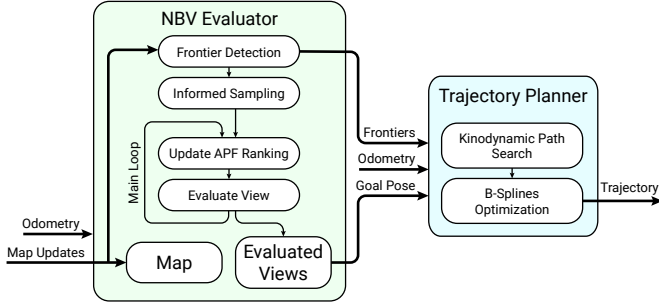 NBV Evaluator
Frontier Detection
Informed Sampling
Main Loop
Update APF Ranking
Evaluate View
Odometry
Map Updates
Map
Evaluated
Views
Trajectory Planner
Frontiers
Kinodynamic Path
Search
Odometry
Goal Pose
B-Splines
Optimization
Trajectory